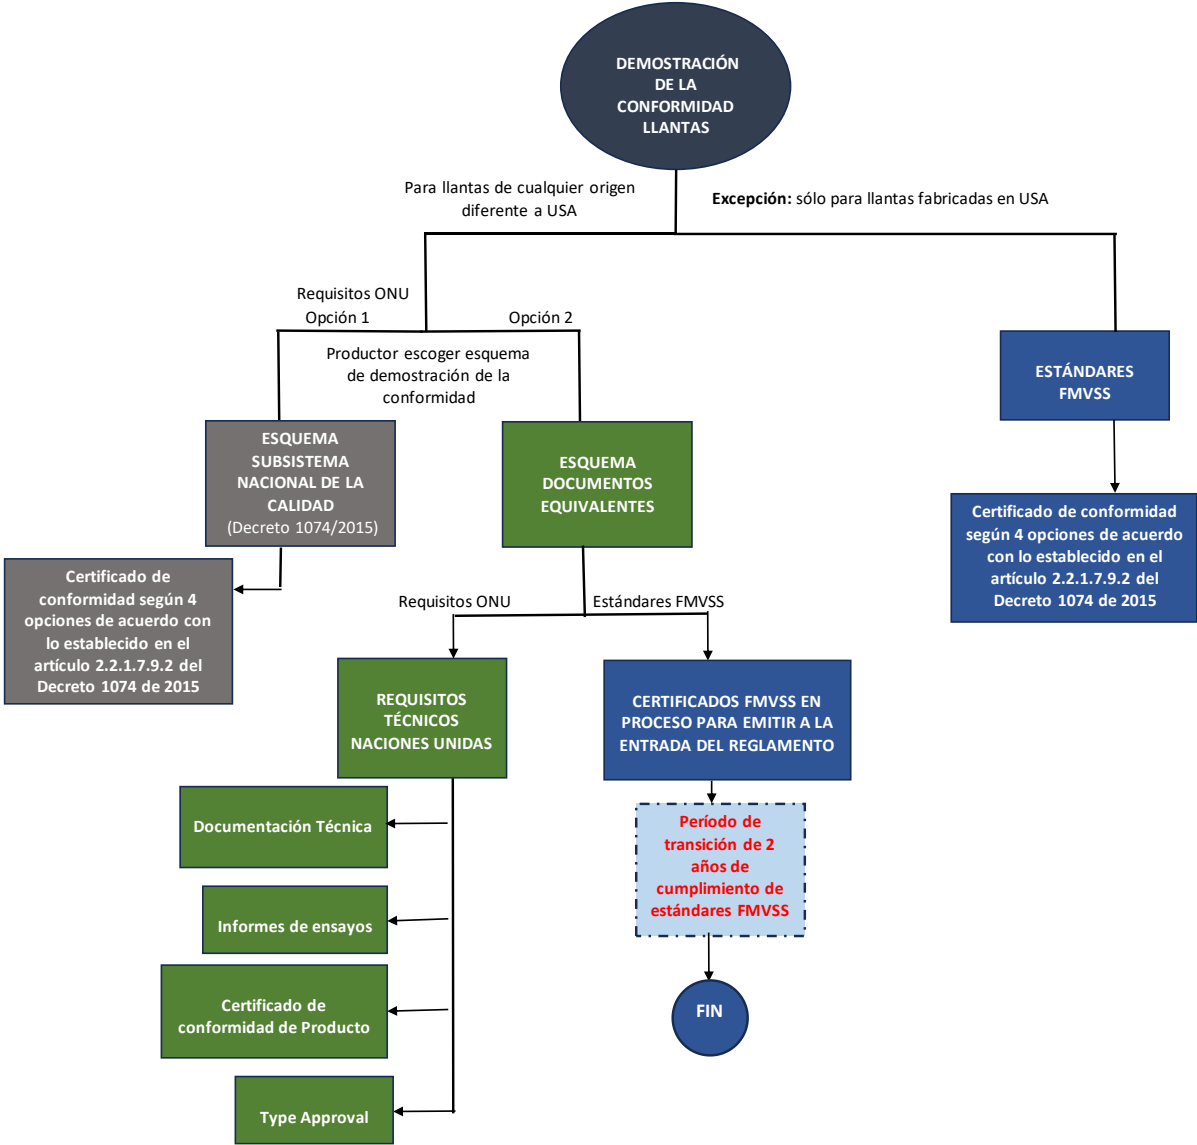 DEMOSTRACIÓN
DE LA
CONFORMIDAD
LLANTAS
Para llantas de cualquier origen
diferente a USA
Excepción: sólo para llantas fabricadas en USA
Requisitos ONU
Opción 1
Opción 2
Productor escoger esquema
de demostración de la
conformidad
ESTÁNDARES
FMVSS
ESQUEMA
SUBSISTEMA
NACIONAL DE LA
CALIDAD
(Decreto 1074/2015)
ESQUEMA
DOCUMENTOS
EQUIVALENTES
Certificado de conformidad
según 4 opciones de acuerdo
con lo establecido en el
artículo 2.2.1.7.9.2 del
Decreto 1074 de 2015
Certificado de
conformidad según 4
opciones de acuerdo con
lo establecido en el
artículo 2.2.1.7.9.2 del
Decreto 1074 de 2015
Requisitos ONU
Estándares FMVSS
REQUISITOS
TÉCNICOS
NACIONES UNIDAS
CERTIFICADOS FMVSS EN
PROCESO PARA EMITIR A LA
ENTRADA DEL REGLAMENTO
Documentación Técnica
Período de
transición de 2
años de
cumplimiento de
estándares FMVSS
Informes de ensayos
Certificado de
conformidad de Producto
FIN
Type Approval